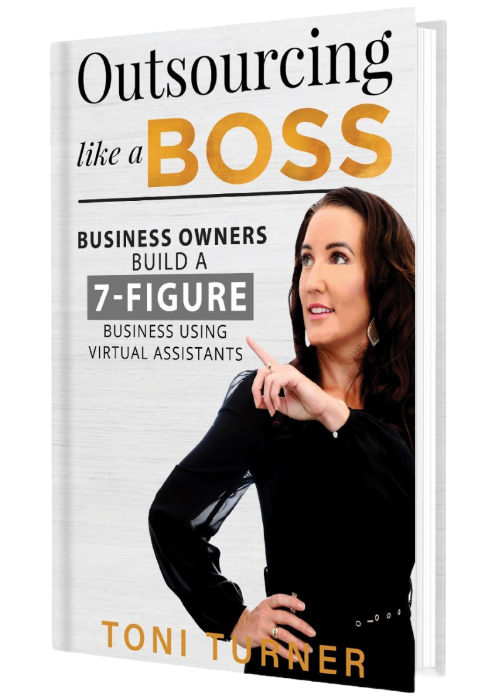 Outsourcing
like a BOSS
BUSINESS OWNERS
BUILD A
7-FIGURE
BUSINESS USING
VIRTUAL ASSISTANTS
TONI TURNER